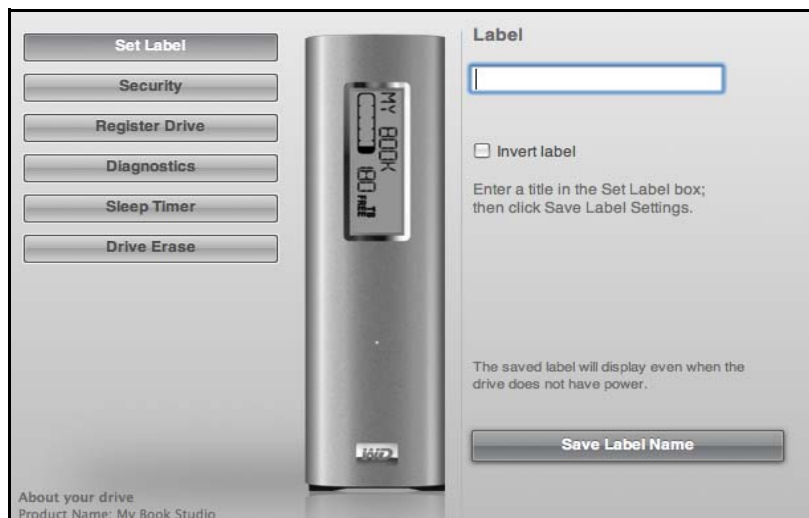 Set Label
Security
Register Drive
Diagnostics
Sleep Timer
Drive Erase
MY BOOK
180 TB
FREE
WD
Label
Invert label
Enter a title in the Set Label box;
then click Save Label Settings.
The saved label will display even when the
drive does not have power.
Save Label Name
About your drive
Product Name: My Book Studio